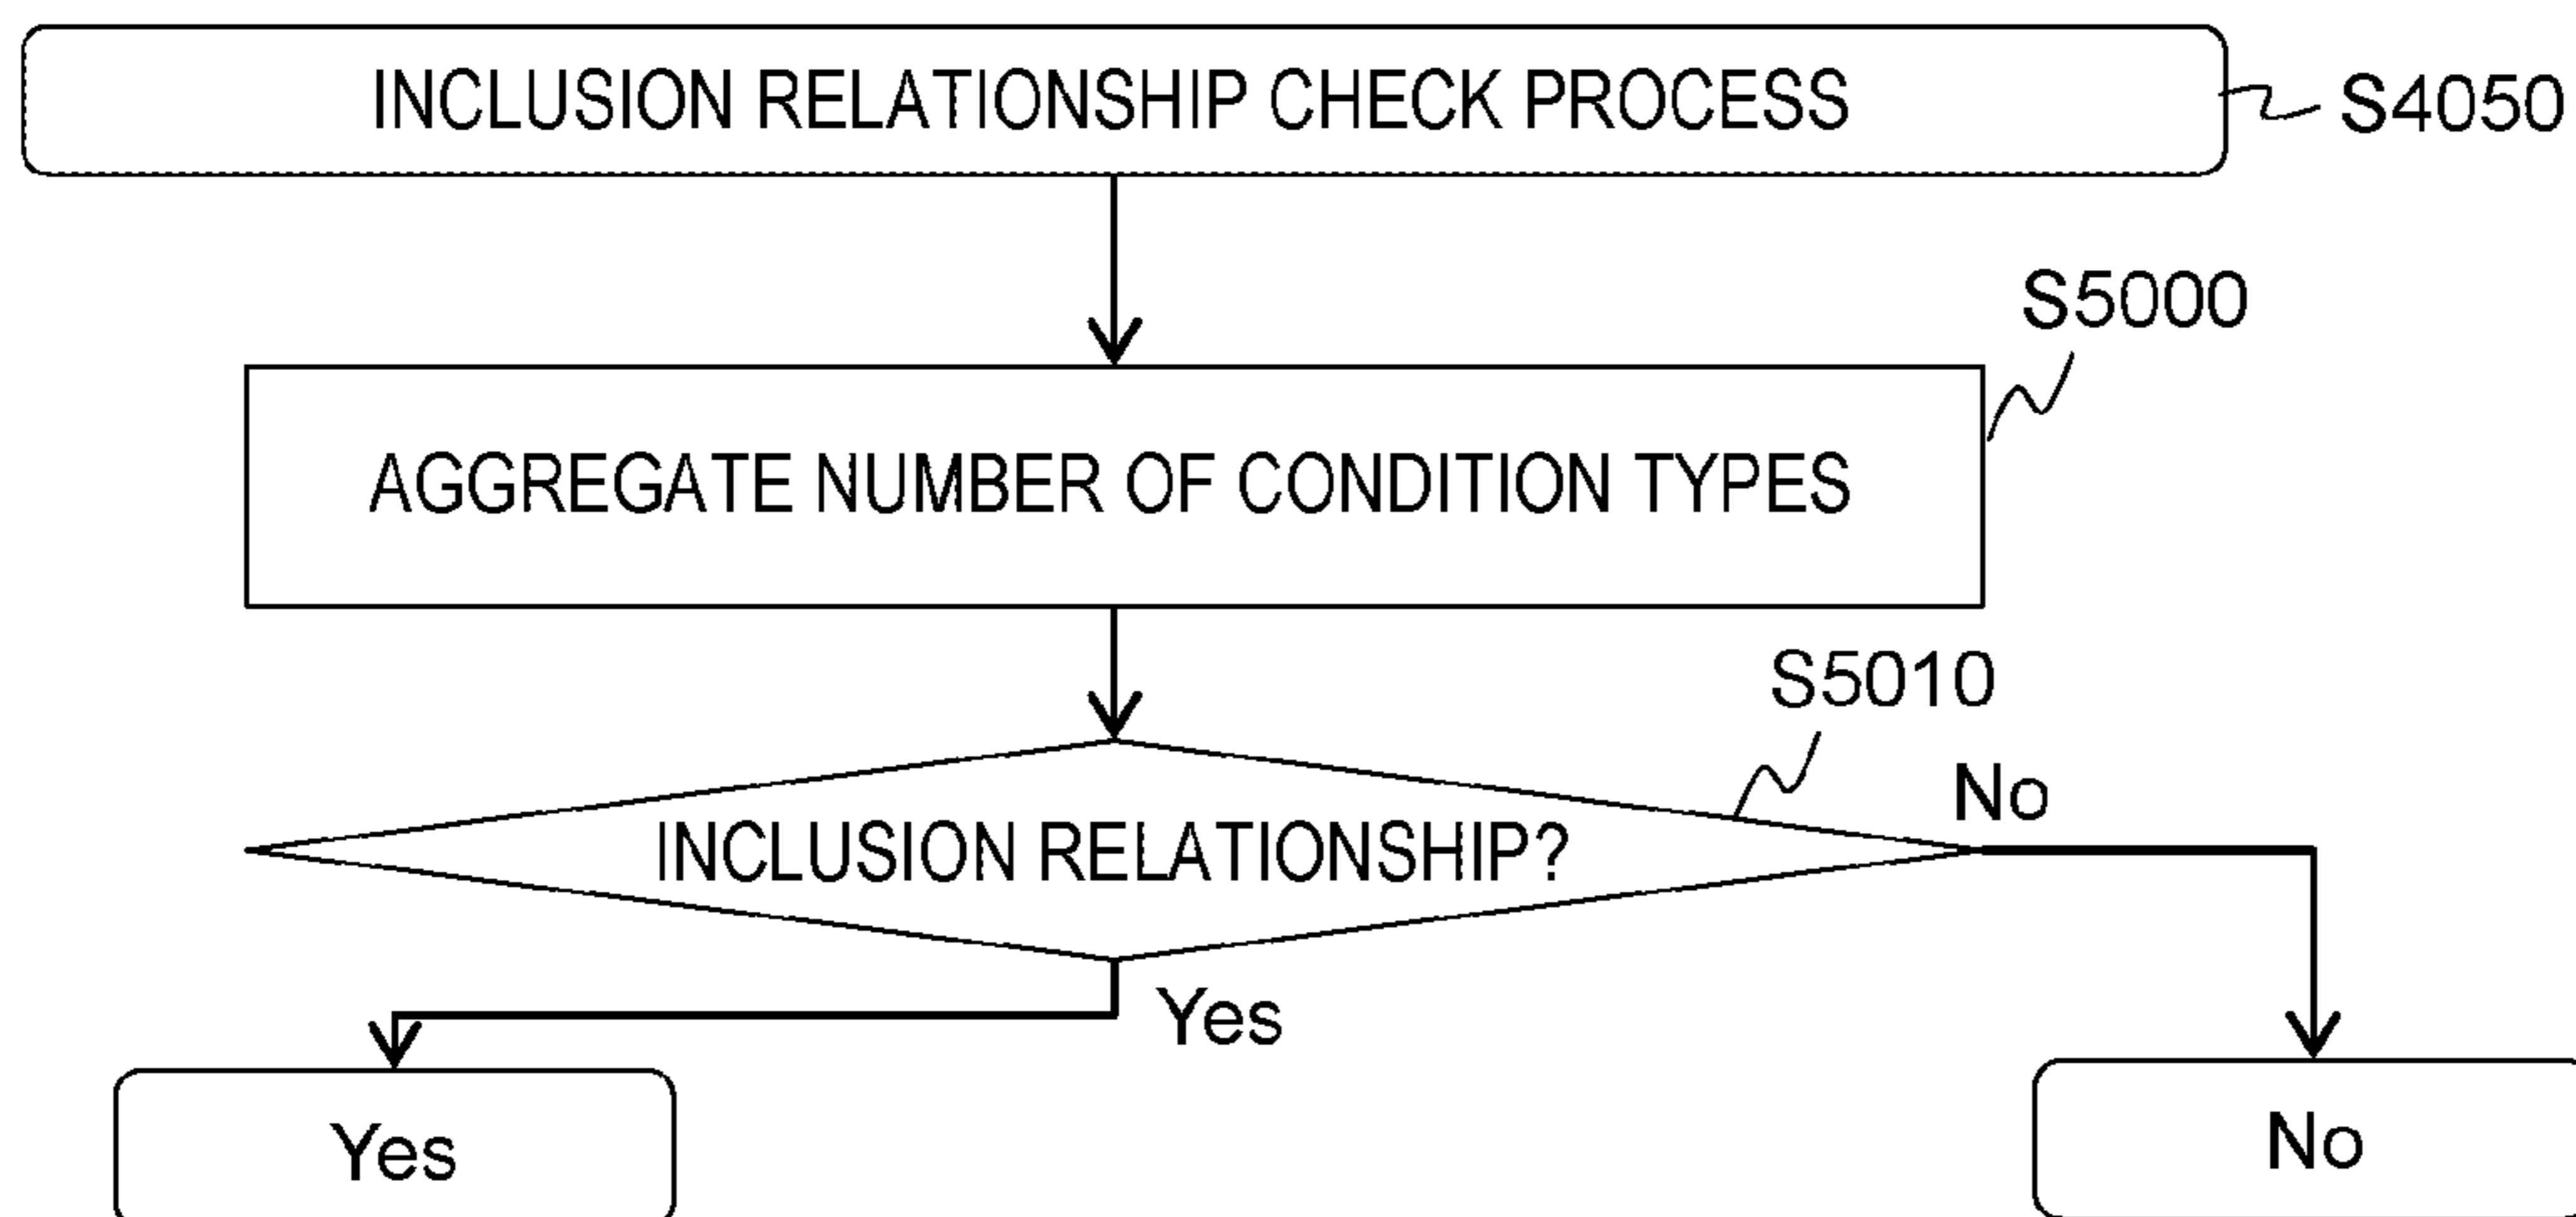 INCLUSION RELATIONSHIP CHECK PROCESS
S4050
S5000
AGGREGATE NUMBER OF CONDITION TYPES
S5010
No
INCLUSION RELATIONSHIP?
Yes
Yes
No